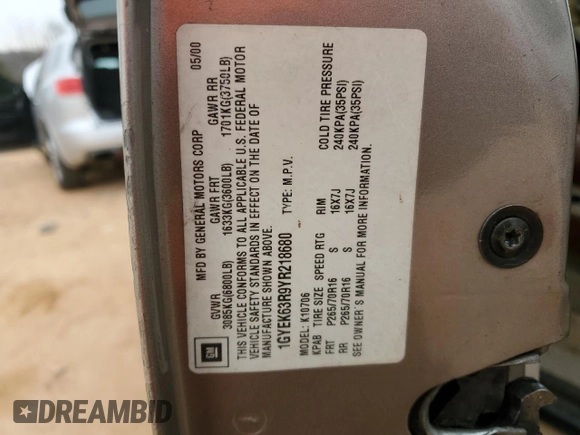 MFD BY GENERAL MOTORS CORP 05/00
GVWR GAWR FRT GAWR RR
3085KG(6800LB) 1633KG(3600LB) 1701KG(3750LB)
THIS VEHICLE CONFORMS TO ALL APPLICABLE U.S. FEDERAL MOTOR
VEHICLE SAFETY STANDARDS IN EFFECT ON THE DATE OF
MANUFACTURE SHOWN ABOVE.
1GYEK63R9YR218680 TYPE: M.P.V.
MODEL: K10706
KPAB TIRE SIZE SPEED RTG RIM COLD TIRE PRESSURE
FRT P265/70R16 S 16X7J 240KPA(35PSI)
RR P265/70R16 S 16X7J 240KPA(35PSI)
SEE OWNER'S MANUAL FOR MORE INFORMATION.
GM
DREAMBID